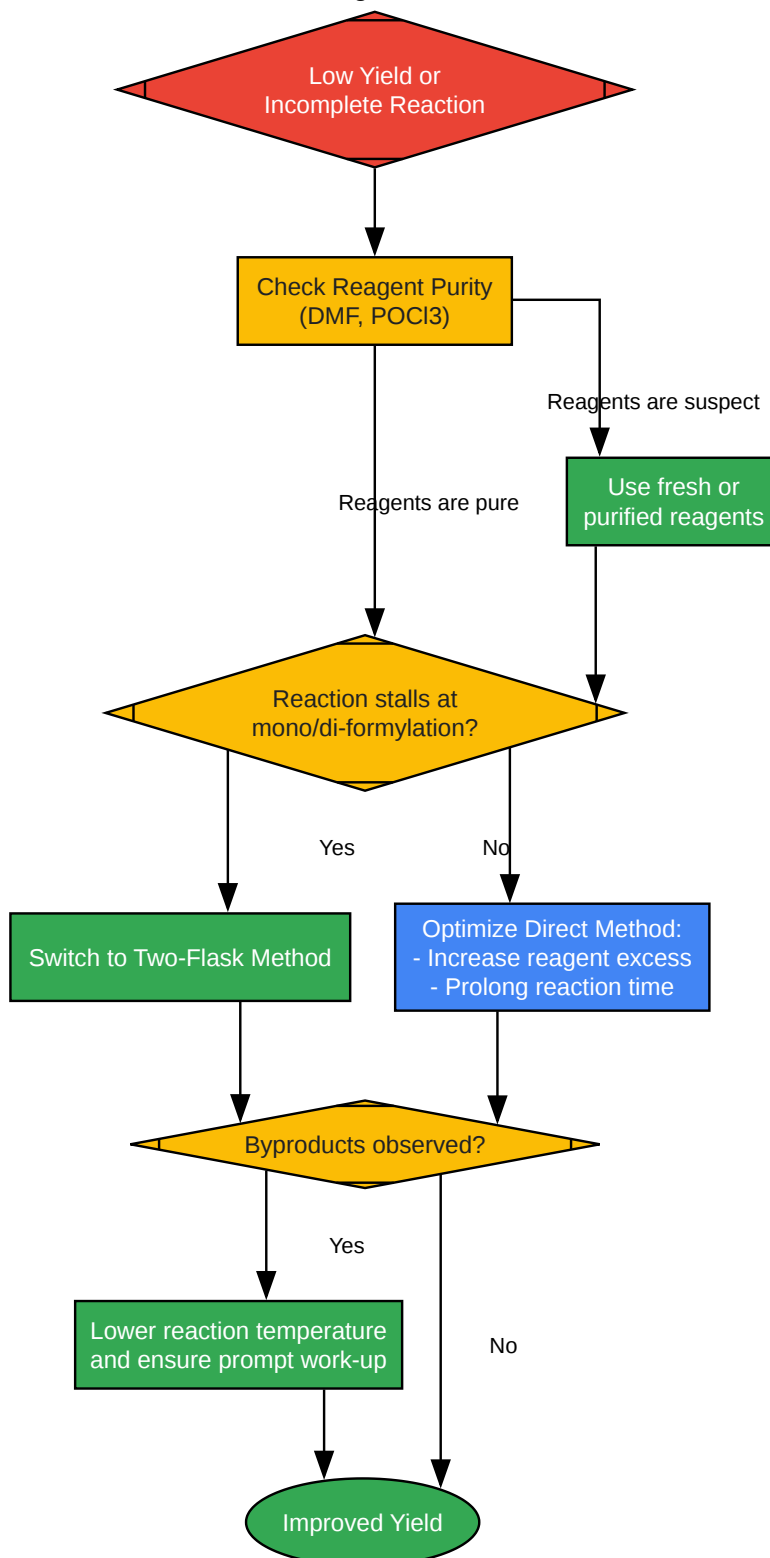 Low Yield or
Incomplete Reaction
Check Reagent Purity
(DMF, POCl3)
Reagents are suspect
Reagents are pure
Use fresh or
purified reagents
Reaction stalls at
mono/di-formylation?
Yes
No
Switch to Two-Flask Method
Optimize Direct Method:
- Increase reagent excess
- Prolong reaction time
Byproducts observed?
Yes
No
Lower reaction temperature
and ensure prompt work-up
Improved Yield